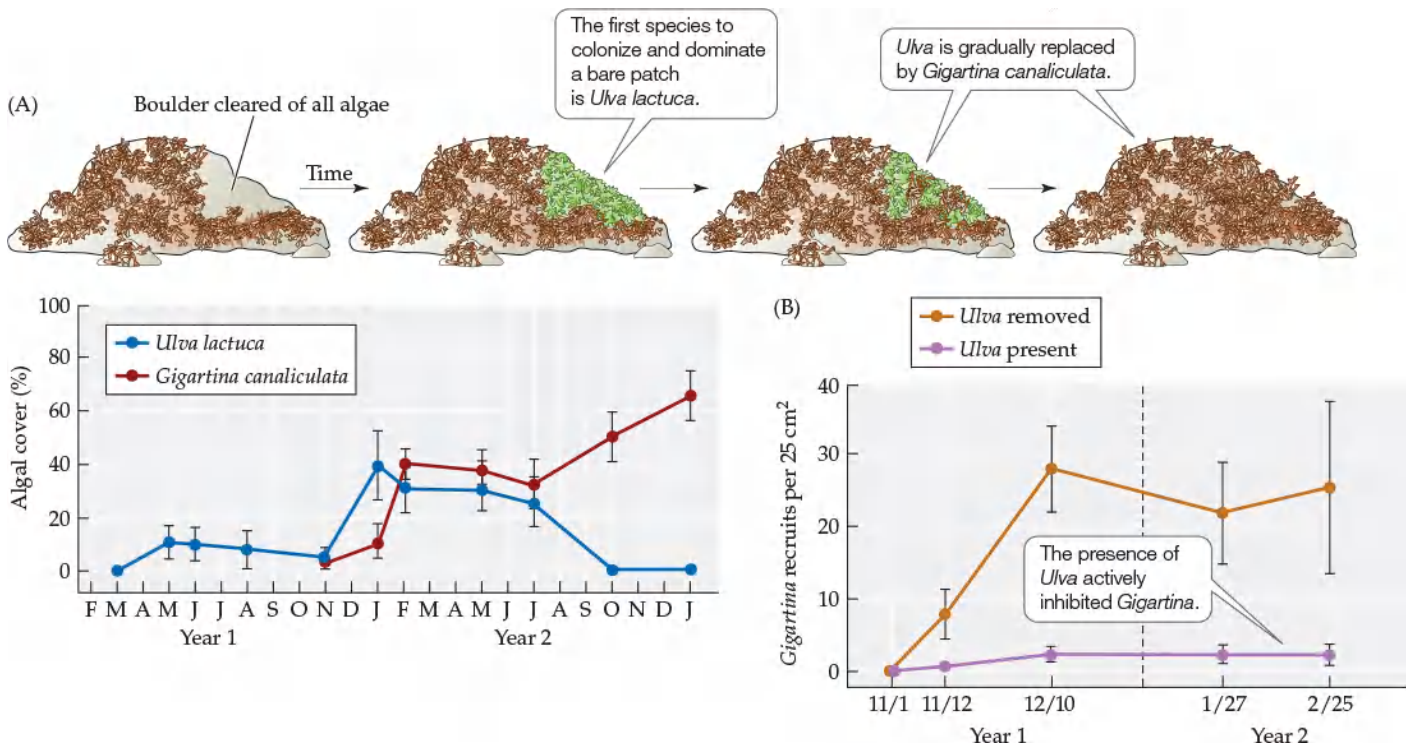 The first species to
colonize and dominate
a bare patch
is Ulva lactuca.
Ulva is gradually replaced
by Gigartina canaliculata.
(A)
Boulder cleared of all algae
Time
100
80
60
40
20
0
Algal cover (%)
Ulva lactuca
Gigartina canaliculata
F M A M J J A S O N D J F M A M J J A S O N D J
Year 1 Year 2
(B)
Ulva removed
Ulva present
40
30
20
10
0
Gigartina recruits per 25 cm²
The presence of
Ulva actively
inhibited Gigartina.
11/1 11/12 12/10 1/27 2/25
Year 1 Year 2